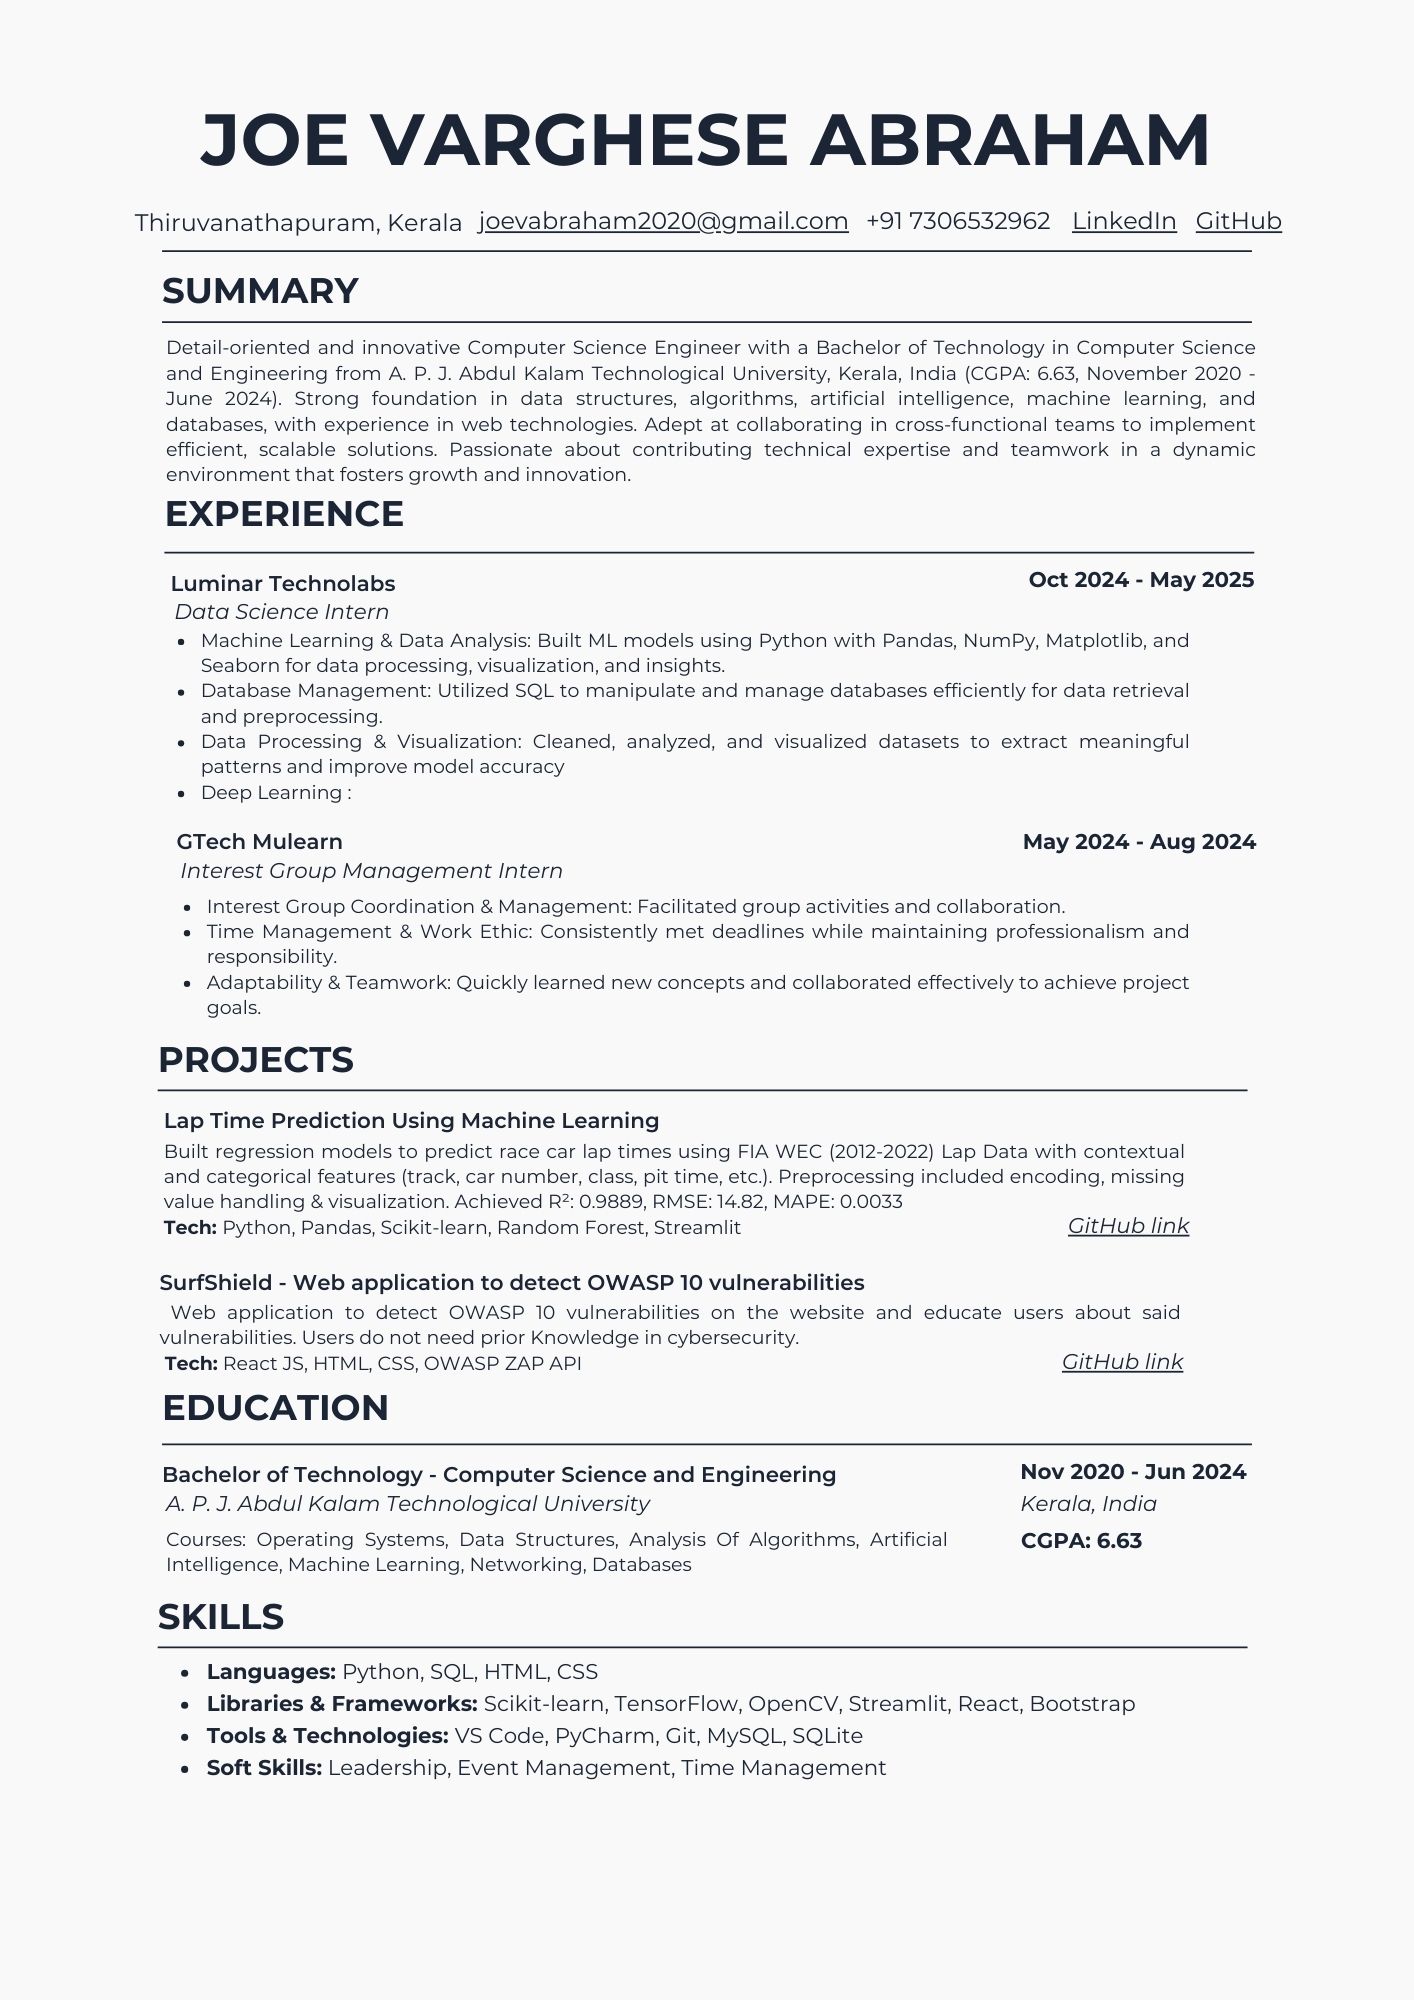 JOE VARGHESE ABRAHAM
Thiruvanathapuram, Kerala joevabraham2020@gmail.com +91 7306532962 LinkedIn GitHub
SUMMARY
Detail-oriented and innovative Computer Science Engineer with a Bachelor of Technology in Computer Science
and Engineering from A. P. J. Abdul Kalam Technological University, Kerala, India (CGPA: 6.63, November 2020 -
June 2024). Strong foundation in data structures, algorithms, artificial intelligence, machine learning, and
databases, with experience in web technologies. Adept at collaborating in cross-functional teams to implement
efficient, scalable solutions. Passionate about contributing technical expertise and teamwork in a dynamic
environment that fosters growth and innovation.
EXPERIENCE
Luminar Technolabs Oct 2024 - May 2025
Data Science Intern
• Machine Learning & Data Analysis: Built ML models using Python with Pandas, NumPy, Matplotlib, and
Seaborn for data processing, visualization, and insights.
• Database Management: Utilized SQL to manipulate and manage databases efficiently for data retrieval
and preprocessing.
• Data Processing & Visualization: Cleaned, analyzed, and visualized datasets to extract meaningful
patterns and improve model accuracy
• Deep Learning :
GTech Mulearn May 2024 - Aug 2024
Interest Group Management Intern
• Interest Group Coordination & Management: Facilitated group activities and collaboration.
• Time Management & Work Ethic: Consistently met deadlines while maintaining professionalism and
responsibility.
• Adaptability & Teamwork: Quickly learned new concepts and collaborated effectively to achieve project
goals.
PROJECTS
Lap Time Prediction Using Machine Learning
Built regression models to predict race car lap times using FIA WEC (2012-2022) Lap Data with contextual
and categorical features (track, car number, class, pit time, etc.). Preprocessing included encoding, missing
value handling & visualization. Achieved R²: 0.9889, RMSE: 14.82, MAPE: 0.0033
Tech: Python, Pandas, Scikit-learn, Random Forest, Streamlit GitHub link
SurfShield - Web application to detect OWASP 10 vulnerabilities
Web application to detect OWASP 10 vulnerabilities on the website and educate users about said
vulnerabilities. Users do not need prior Knowledge in cybersecurity.
Tech: React JS, HTML, CSS, OWASP ZAP API GitHub link
EDUCATION
Bachelor of Technology - Computer Science and Engineering Nov 2020 - Jun 2024
A. P. J. Abdul Kalam Technological University Kerala, India
Courses: Operating Systems, Data Structures, Analysis Of Algorithms, Artificial CGPA: 6.63
Intelligence, Machine Learning, Networking, Databases
SKILLS
• Languages: Python, SQL, HTML, CSS
• Libraries & Frameworks: Scikit-learn, TensorFlow, OpenCV, Streamlit, React, Bootstrap
• Tools & Technologies: VS Code, PyCharm, Git, MySQL, SQLite
• Soft Skills: Leadership, Event Management, Time Management